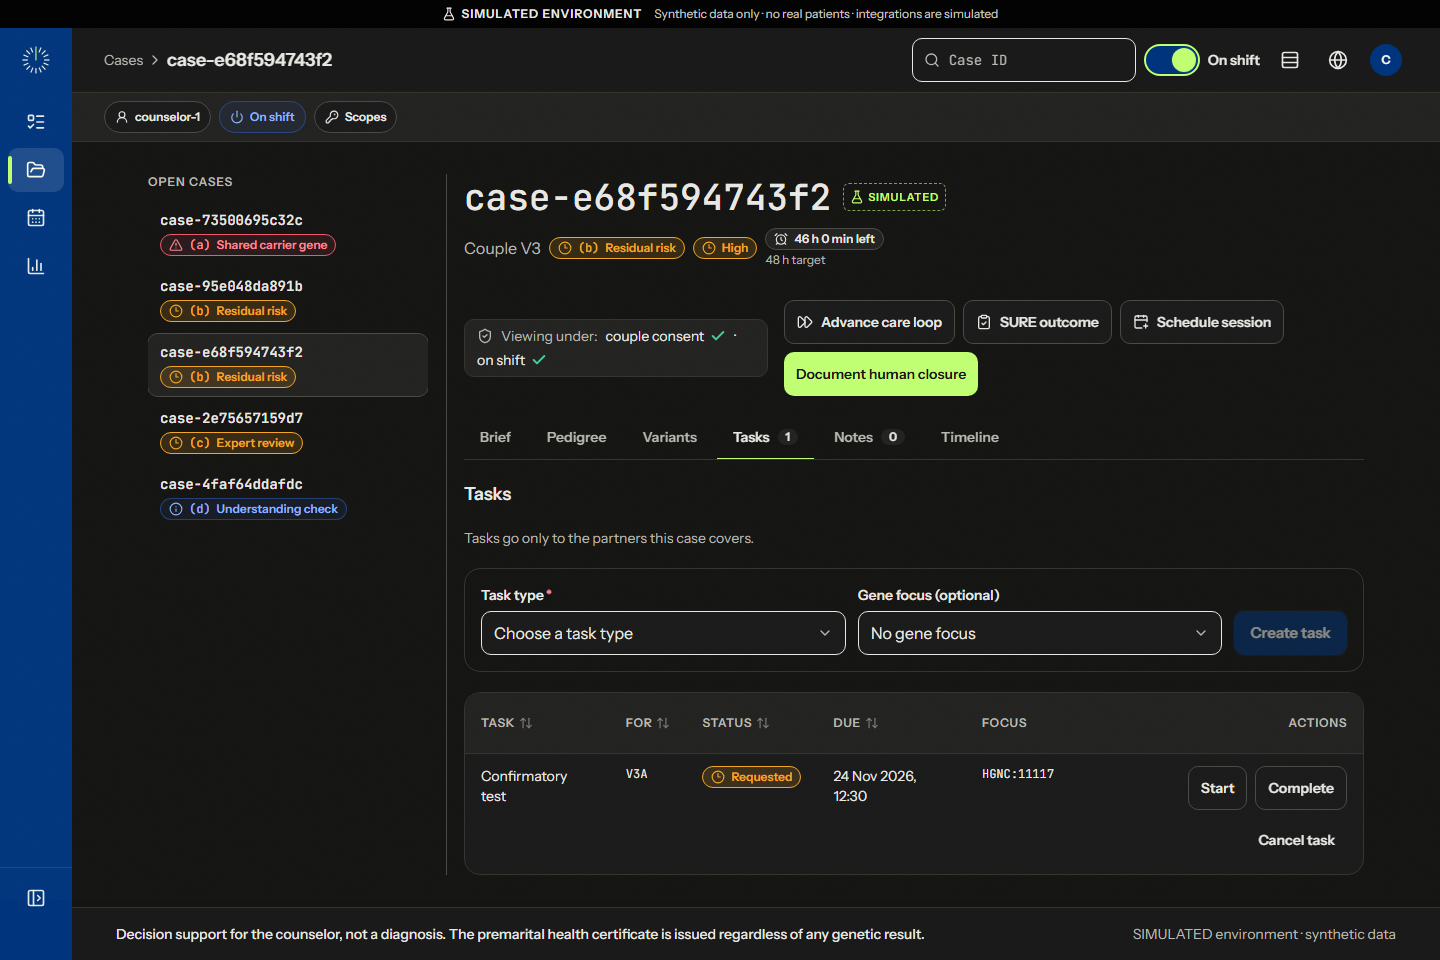 SIMULATED ENVIRONMENT Synthetic data only · no real patients · integrations are simulated
Cases > case-e68f594743f2
Case ID
On shift
C
counselor-1
On shift
Scopes
OPEN CASES
case-73500695c32c
(a) Shared carrier gene
case-95e048da891b
(b) Residual risk
case-e68f594743f2
(b) Residual risk
case-2e75657159d7
(c) Expert review
case-4faf64ddafdc
(d) Understanding check
case-e68f594743f2
SIMULATED
Couple V3
(b) Residual risk
High
46 h 0 min left
48 h target
Viewing under: couple consent ✓ ·
on shift ✓
Advance care loop
SURE outcome
Schedule session
Document human closure
Brief
Pedigree
Variants
Tasks 1
Notes 0
Timeline
Tasks
Tasks go only to the partners this case covers.
Task type*
Choose a task type
Gene focus (optional)
No gene focus
Create task
TASK
FOR
STATUS
DUE
FOCUS
ACTIONS
Confirmatory
test
V3A
Requested
24 Nov 2026,
12:30
HGNC:11117
Start
Complete
Cancel task
Decision support for the counselor, not a diagnosis. The premarital health certificate is issued regardless of any genetic result.
SIMULATED environment · synthetic data